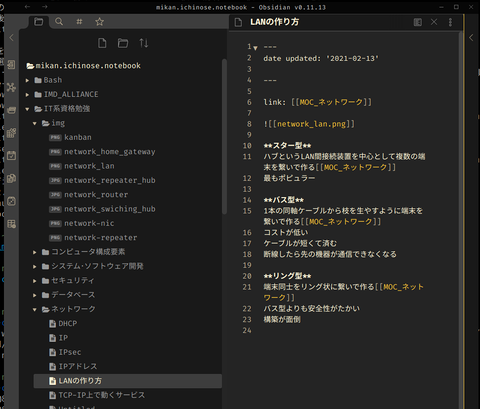 mikan.ichinose.notebook - Obsidian v0.11.13
mikan.ichinose.notebook
Bash
IMD_ALLIANCE
IT系資格勉強
img
PNG kanban
PNG network_home_gateway
PNG network_lan
PNG network_repeater_hub
PNG network_router
PNG network_swiching_hub
PNG network-nic
PNG network-repeater
コンピュータ構成要素
システム・ソフトウェア開発
セキュリティ
データベース
ネットワーク
DHCP
IP
IPsec
IPアドレス
LANの作り方
TCP-IP上で動くサービス
Untitled
LANの作り方
1 ---
2 date updated: '2021-02-13'
3
4 ---
5
6 link: [[MOC_ネットワーク]]
7
8 ![[network_lan.png]]
9
10 **スター型**
11 ハブというLAN間接続装置を中心として複数の端
末を繋いで作る[[MOC_ネットワーク]]
12 最もポピュラー
13
14 **バス型**
15 1本の同軸ケーブルから枝を生やすように端末を
繋いで作る[[MOC_ネットワーク]]
16 コストが低い
17 ケーブルが短くて済む
18 断線したら先の機器が通信できなくなる
19
20 **リング型**
21 端末同士をリング状に繋いで作る[[MOC_ネット
ワーク]]
22 バス型よりも安全性がたかい
23 構築が面倒
24